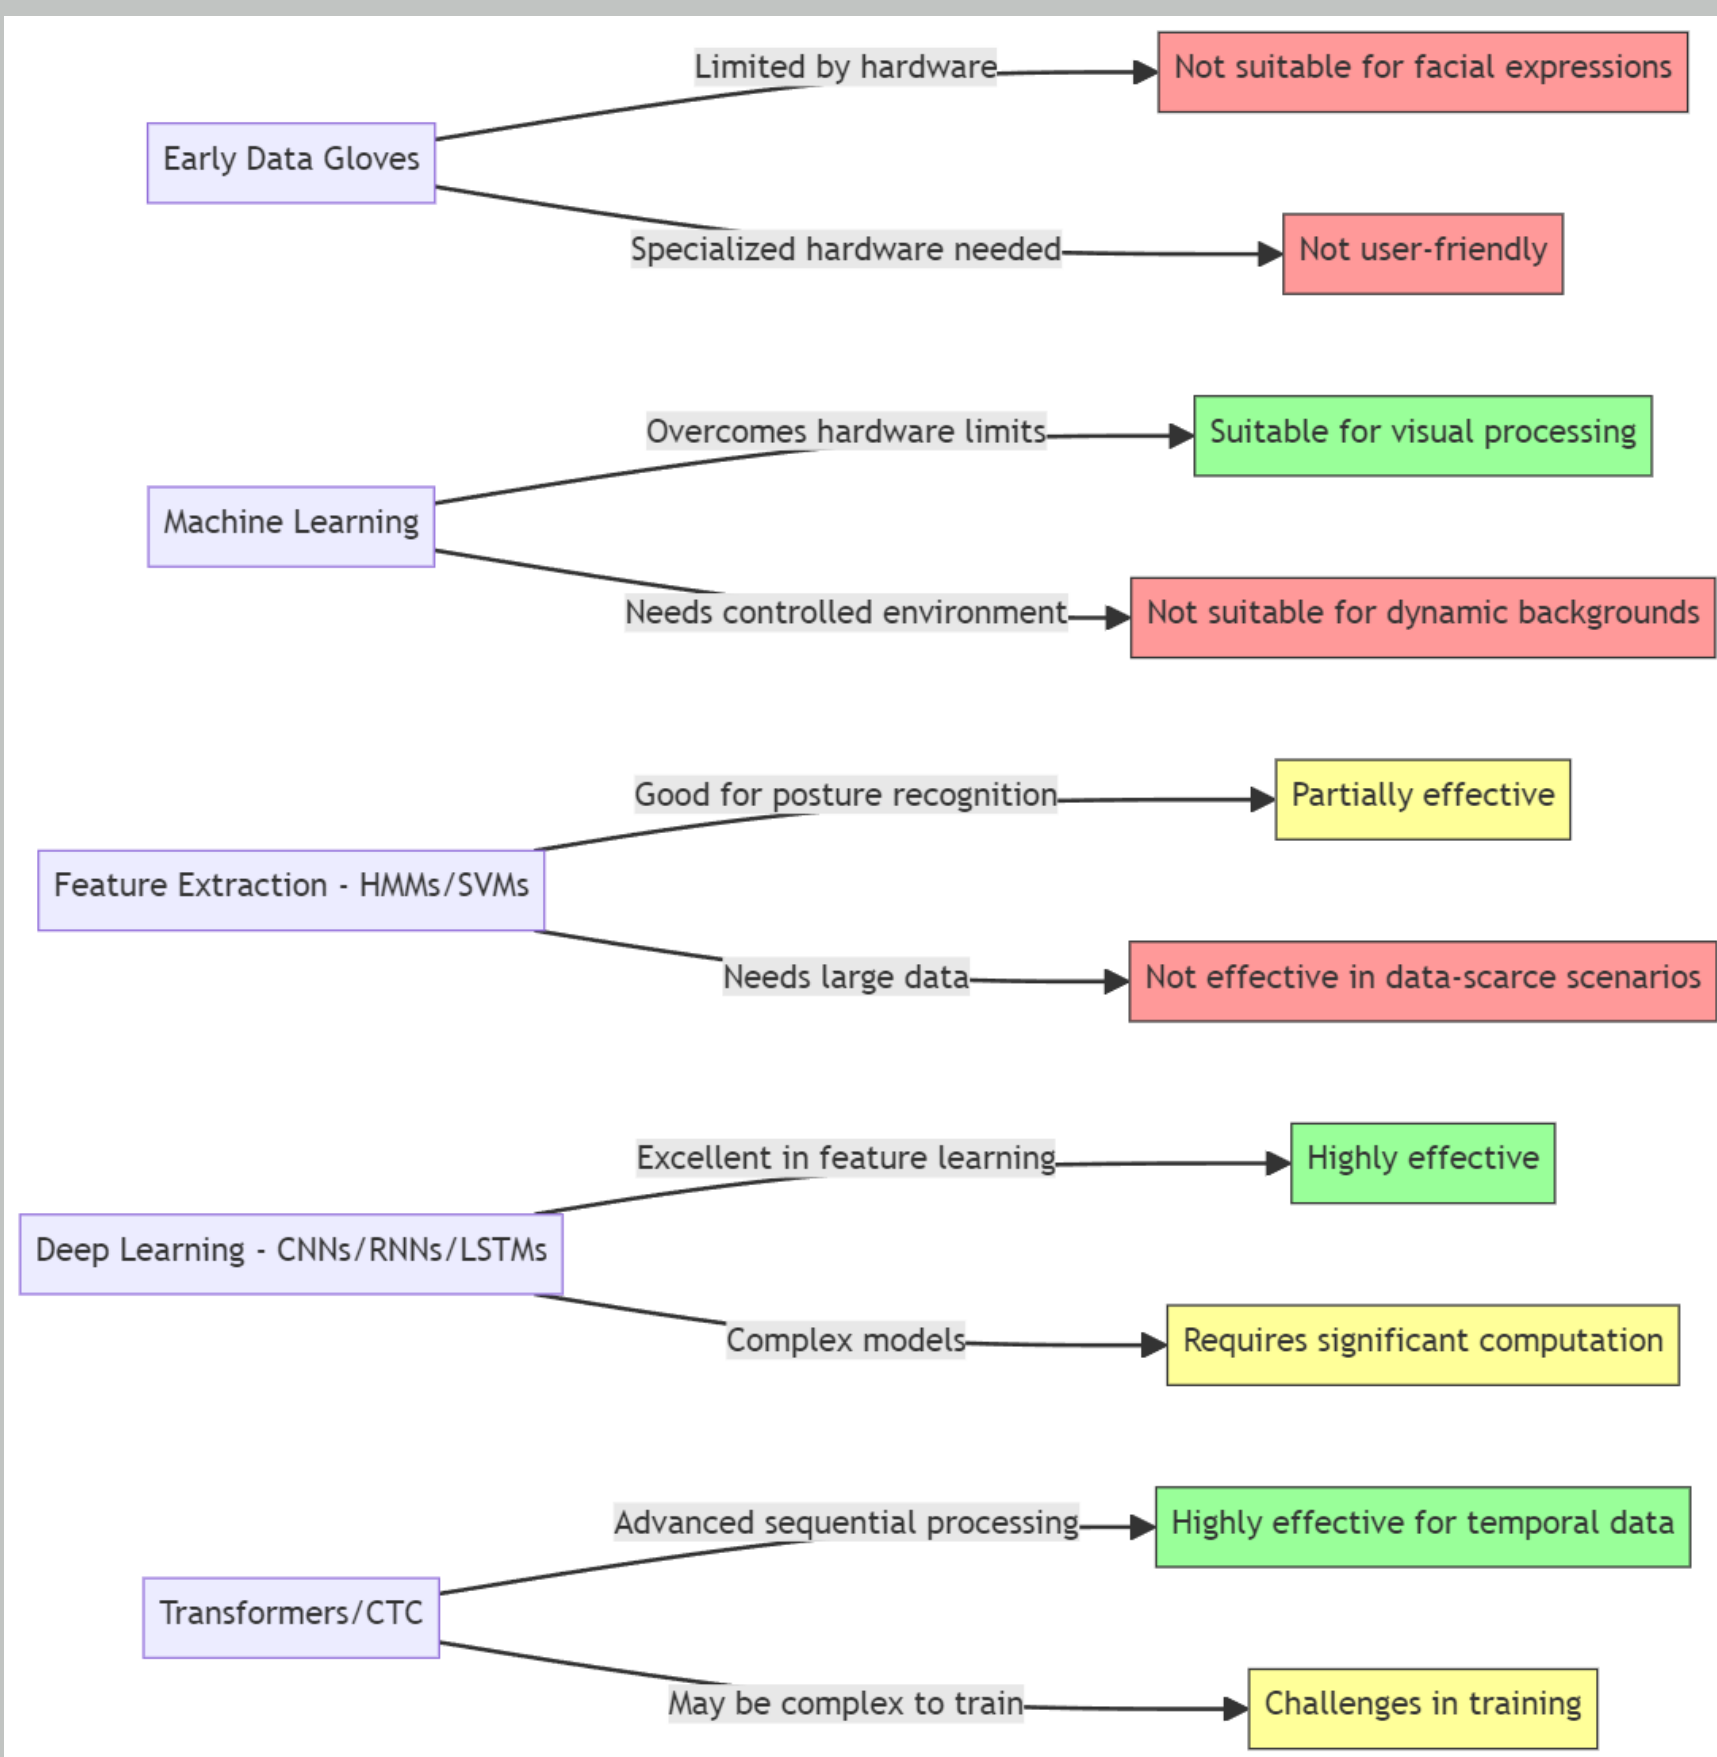 Limited by hardware
Not suitable for facial expressions
Early Data Gloves
Specialized hardware needed
Not user-friendly
Overcomes hardware limits
Suitable for visual processing
Machine Learning
Needs controlled environment
Not suitable for dynamic backgrounds
Good for posture recognition
Partially effective
Feature Extraction - HMMs/SVMs
Needs large data
Not effective in data-scarce scenarios
Excellent in feature learning
Highly effective
Deep Learning - CNNs/RNNs/LSTMs
Complex models
Requires significant computation
Advanced sequential processing
Highly effective for temporal data
Transformers/CTC
May be complex to train
Challenges in training